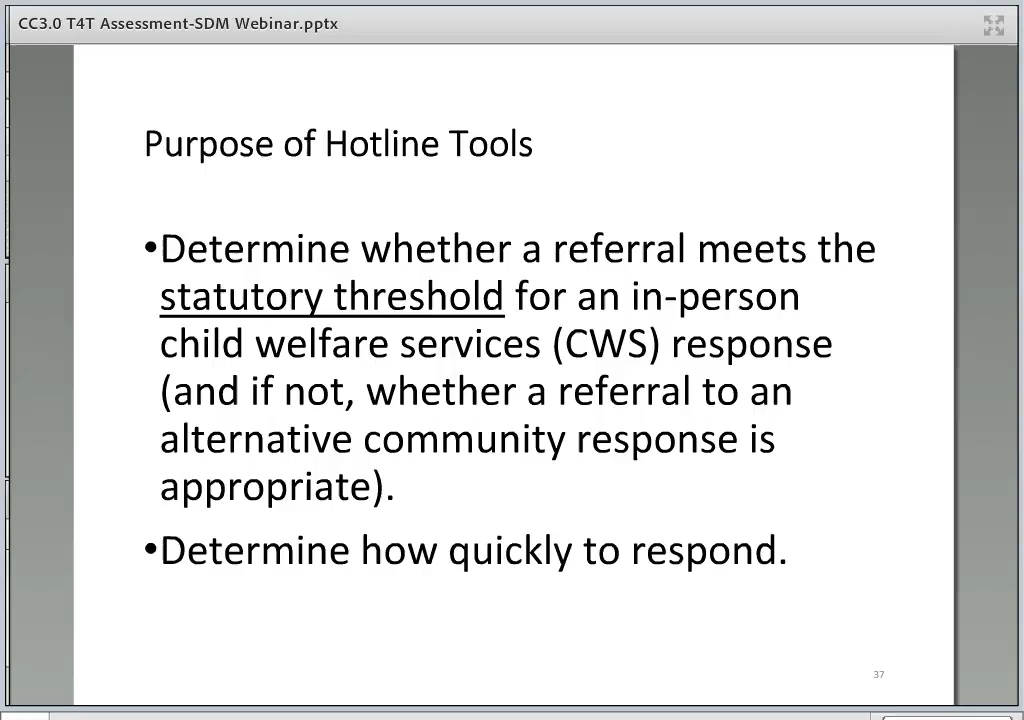 CC3.0 T4T Assessment-SDM Webinar.pptx
Purpose of Hotline Tools
•Determine whether a referral meets the
statutory threshold for an in-person
child welfare services (CWS) response
(and if not, whether a referral to an
alternative community response is
appropriate).
•Determine how quickly to respond.
37